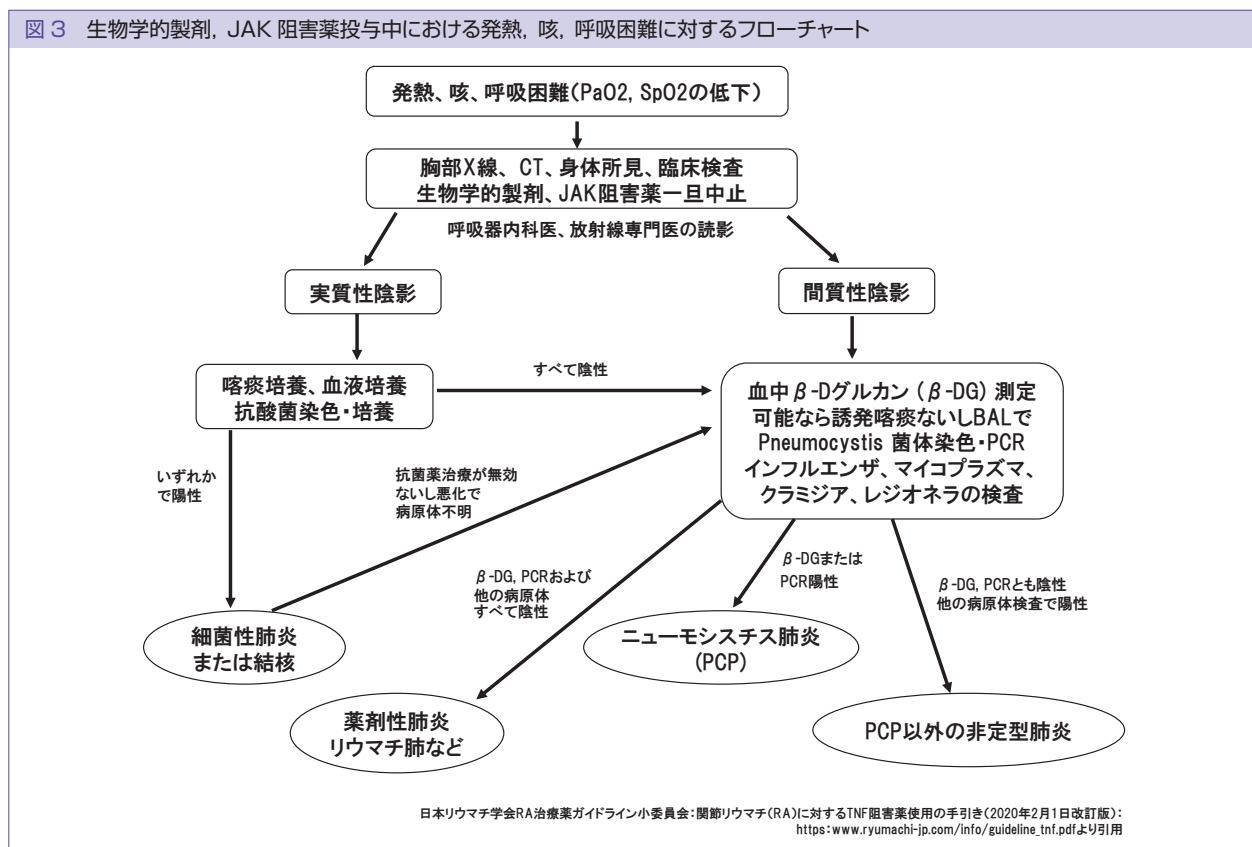 図3 生物学的製剤, JAK 阻害薬投与中における発熱, 咳, 呼吸困難に対するフローチャート
発熱、咳、呼吸困難(PaO2, SpO2の低下)
胸部X線、CT、身体所見、臨床検査
生物学的製剤、JAK阻害薬一旦中止
呼吸器内科医、放射線専門医の読影
実質性陰影
間質性陰影
喀痰培養、血液培養
抗酸菌染色・培養
すべて陰性
血中β-Dグルカン(β-DG)測定
可能なら誘発喀痰ないしBALで
Pneumocystis 菌体染色・PCR
インフルエンザ、マイコプラズマ、
クラミジア、レジオネラの検査
いずれか
で陽性
抗菌薬治療が無効
ないし悪化で
病原体不明
β-DG, PCRおよび
他の病原体
すべて陰性
β-DGまたは
PCR陽性
β-DG, PCRとも陰性
他の病原体検査で陽性
細菌性肺炎
または結核
ニューモシスチス肺炎
(PCP)
薬剤性肺炎
リウマチ肺など
PCP以外の非定型肺炎
日本リウマチ学会RA治療薬ガイドライン小委員会:関節リウマチ(RA)に対するTNF阻害薬使用の手引き(2020年2月1日改訂版):
https:www.ryumachi-jp.com/info/guideline_tnf.pdfより引用